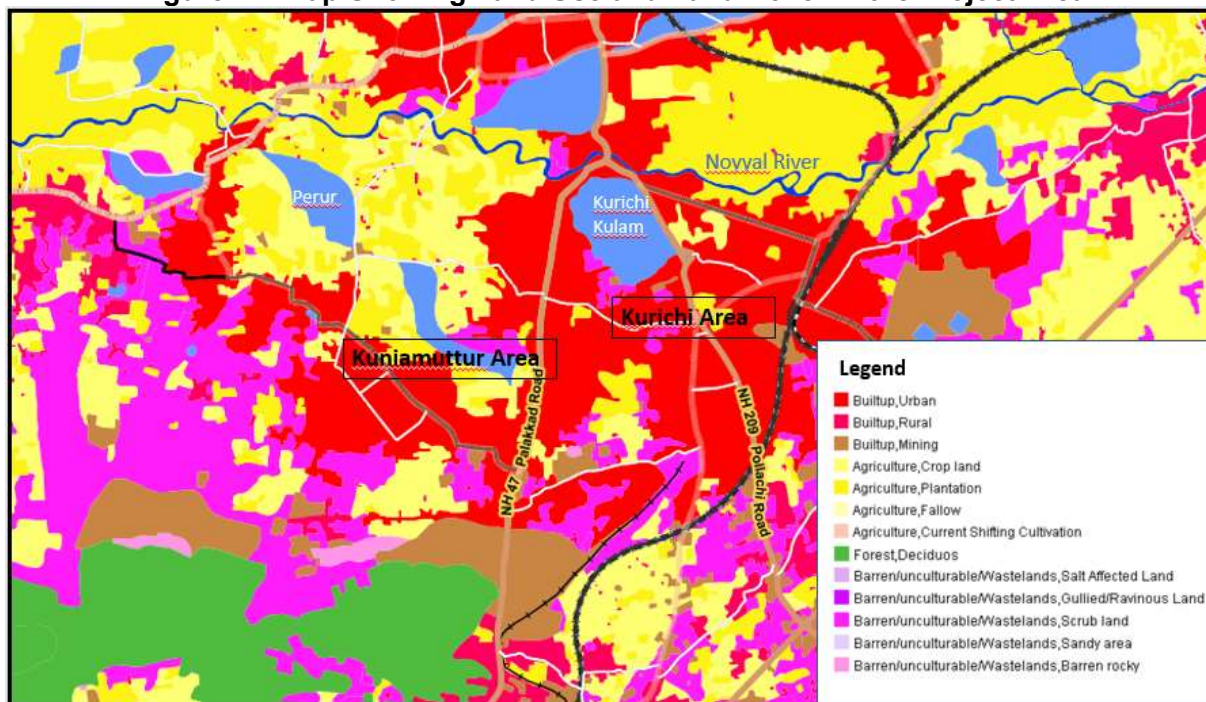 Novyal River
Perur
Kurichi
Kulam
Kurichi Area
Kuniamuttur Area
NH 47 Palakkad Road
NH 209 Pollachi Road
Legend
Builtup,Urban
Builtup,Rural
Builtup,Mining
Agriculture,Crop land
Agriculture,Plantation
Agriculture,Fallow
Agriculture,Current Shifting Cultivation
Forest,Deciduos
Barren/unculturable/Wastelands,Salt Affected Land
Barren/unculturable/Wastelands,Gullied/Ravinous Land
Barren/unculturable/Wastelands,Scrub land
Barren/unculturable/Wastelands,Sandy area
Barren/unculturable/Wastelands,Barren rocky